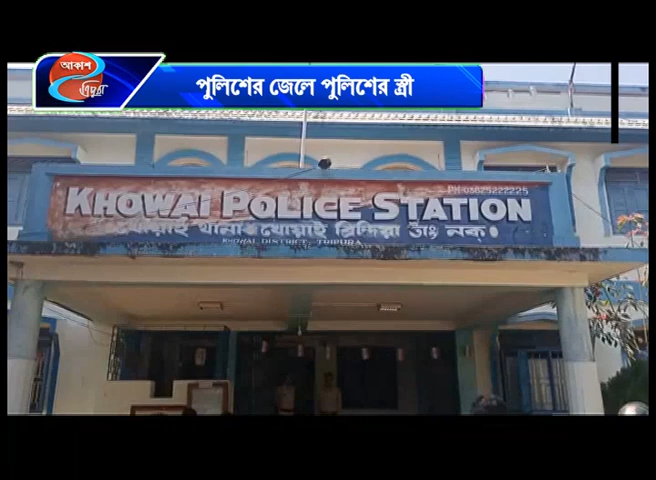 আকাশ
ত্রিপুরা
পুলিশের জেলে পুলিশের স্ত্রী
PH-03825222225
KHOWAI POLICE STATION
খোয়াই থানা খোয়াই
KHOWAI DISTRICT, TRIPURA